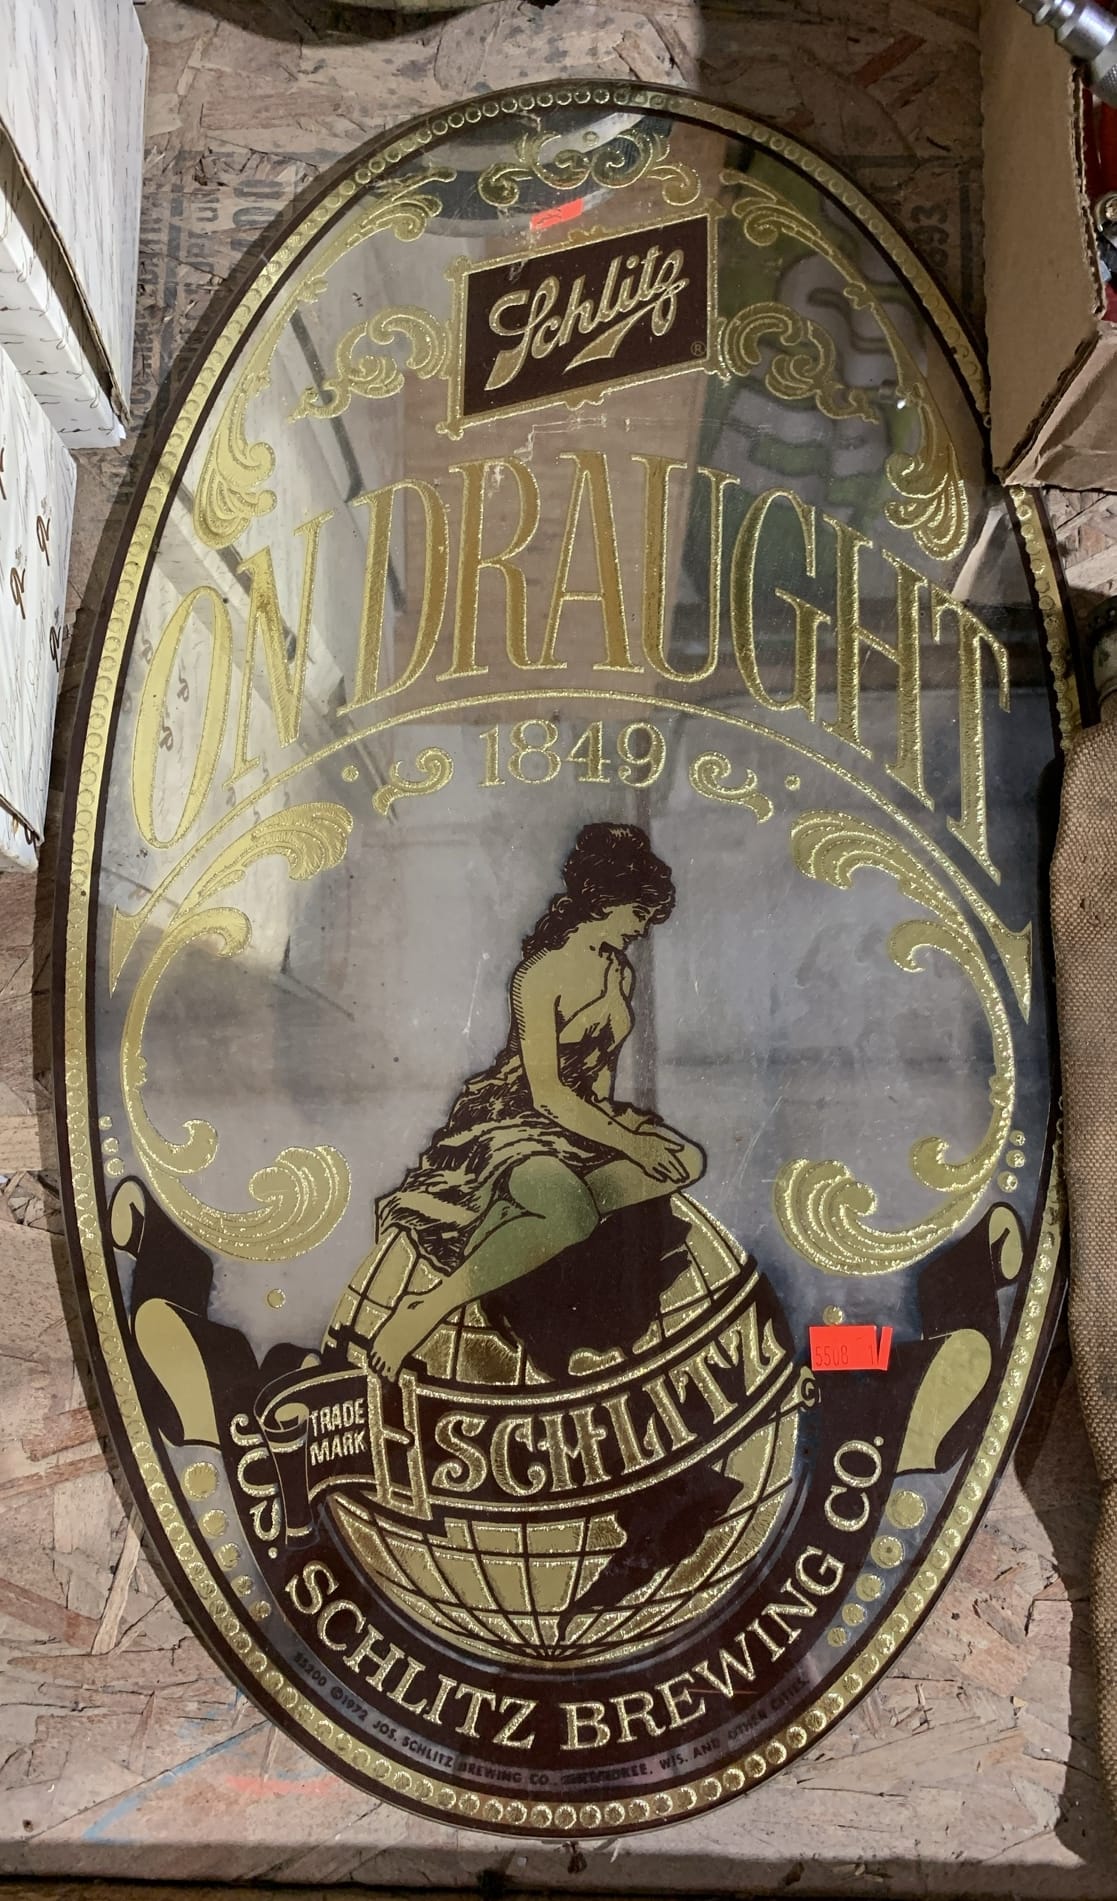 Schlitz
®
ON DRAUGHT
1849
TRADE
MARK
SCHLITZ
5508
JOS. SCHLITZ BREWING CO.
©1972 JOS. SCHLITZ BREWING CO. MILWAUKEE, WIS. AND OTHER CITIES